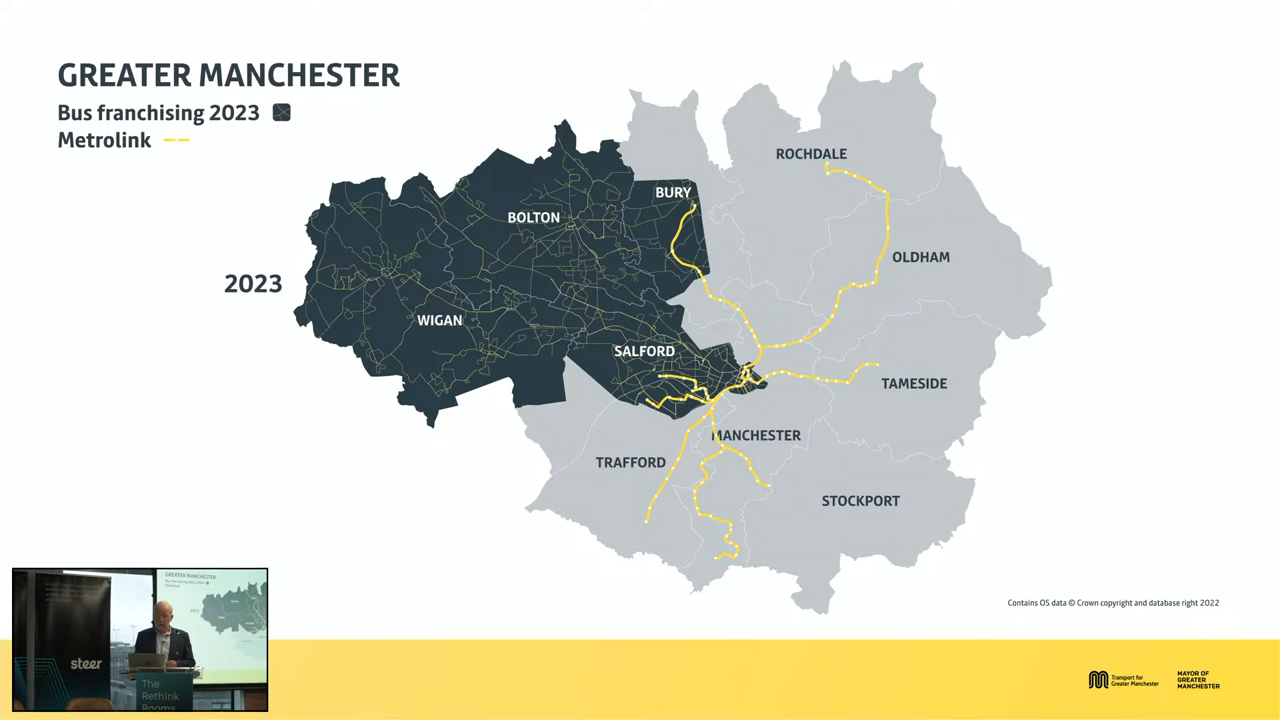 GREATER MANCHESTER
Bus franchising 2023
Metrolink
ROCHDALE
BURY
BOLTON
OLDHAM
2023
WIGAN
SALFORD
TAMESIDE
MANCHESTER
TRAFFORD
STOCKPORT
Contains OS data © Crown copyright and database right 2022
GREATER MANCHESTER
steer
The
Rethink
Rooms
Transport for
Greater Manchester
MAYOR OF
GREATER
MANCHESTER